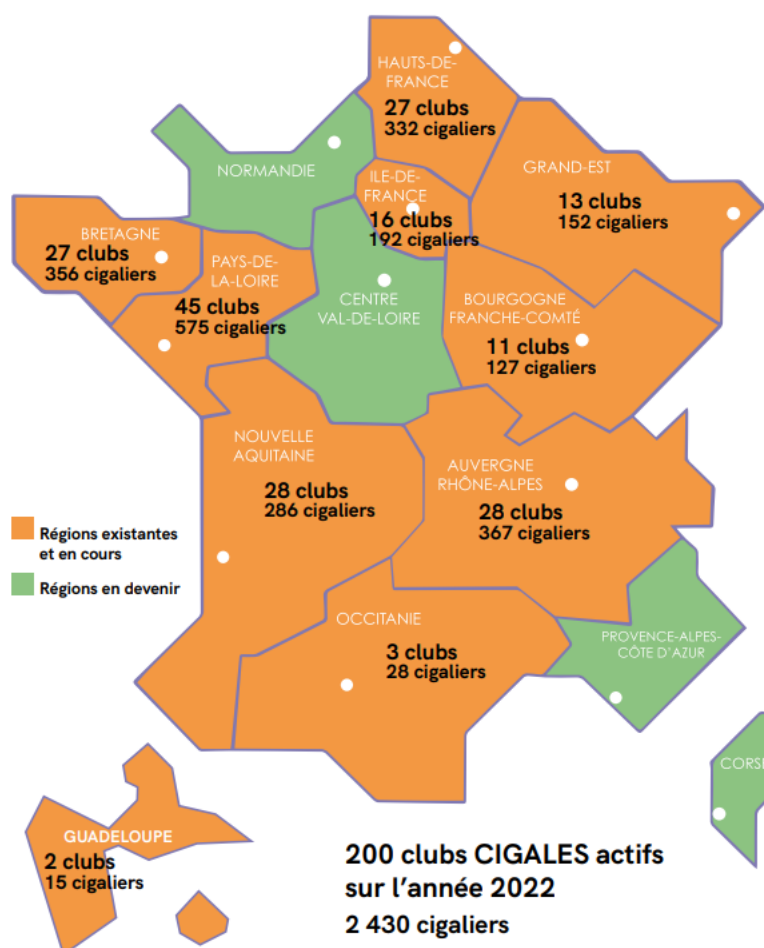 HAUTS-DE-
FRANCE
27 clubs
332 cigaliers
NORMANDIE
ILE-DE-
FRANCE
16 clubs
192 cigaliers
GRAND-EST
13 clubs
152 cigaliers
BRETAGNE
27 clubs
356 cigaliers
PAYS-DE-
LA-LOIRE
45 clubs
575 cigaliers
CENTRE
VAL-DE-LOIRE
BOURGOGNE
FRANCHE-COMTÉ
11 clubs
127 cigaliers
NOUVELLE
AQUITAINE
28 clubs
286 cigaliers
AUVERGNE
RHÔNE-ALPES
28 clubs
367 cigaliers
Régions existantes
et en cours
Régions en devenir
OCCITANIE
3 clubs
28 cigaliers
PROVENCE-ALPES-
CÔTE D'AZUR
CORS
GUADELOUPE
2 clubs
15 cigaliers
200 clubs CIGALES actifs
sur l'année 2022
2 430 cigaliers